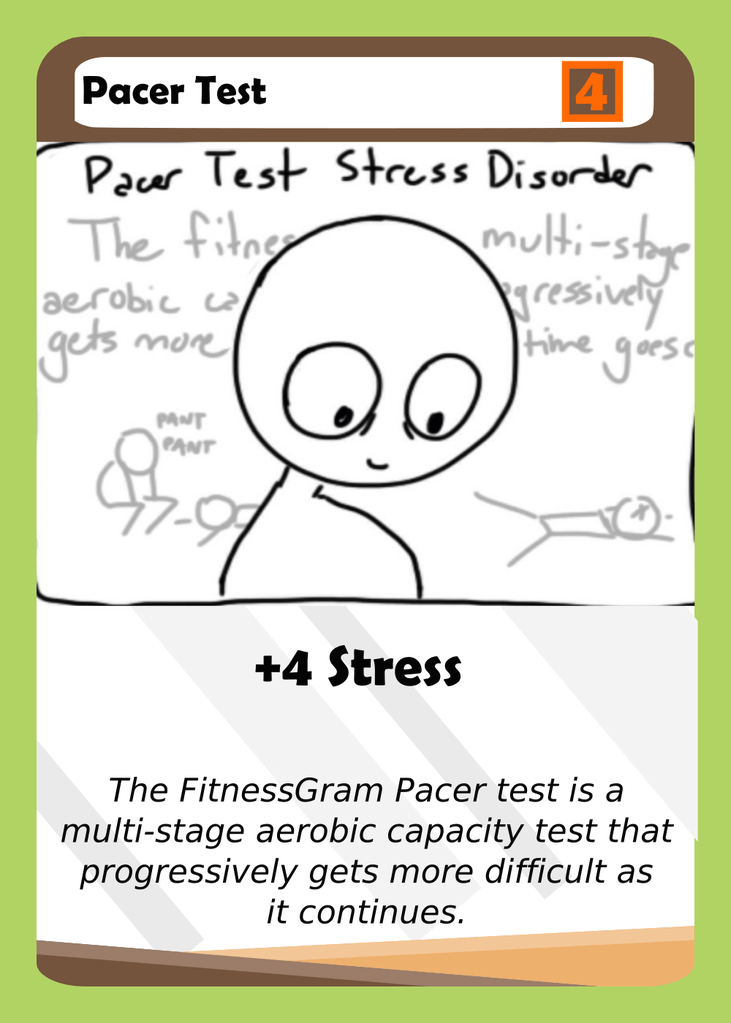 Pacer Test 4
Pacer Test Stress Disorder
The fitnes multi-stage
aerobic ca gressively
gets more time goes
PANT
PANT
+4 Stress
The FitnessGram Pacer test is a
multi-stage aerobic capacity test that
progressively gets more difficult as
it continues.